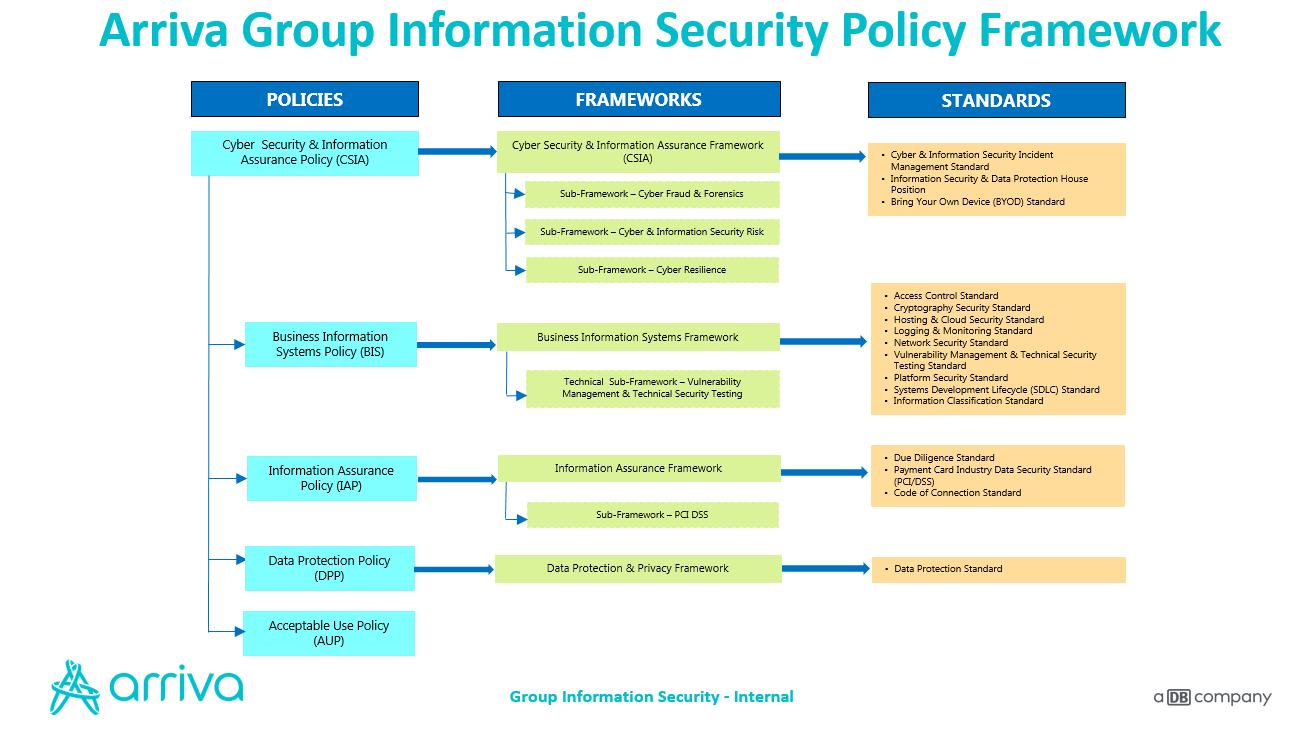 Arriva Group Information Security Policy Framework
POLICIES
FRAMEWORKS
STANDARDS
Cyber Security & Information
Assurance Policy (CSIA)
Cyber Security & Information Assurance Framework
(CSIA)
• Cyber & Information Security Incident
Management Standard
• Information Security & Data Protection House
Position
• Bring Your Own Device (BYOD) Standard
Sub-Framework – Cyber Fraud & Forensics
Sub-Framework – Cyber & Information Security Risk
Sub-Framework – Cyber Resilience
Business Information
Systems Policy (BIS)
Business Information Systems Framework
Technical Sub-Framework – Vulnerability
Management & Technical Security Testing
• Access Control Standard
• Cryptography Security Standard
• Hosting & Cloud Security Standard
• Logging & Monitoring Standard
• Network Security Standard
• Vulnerability Management & Technical Security
Testing Standard
• Platform Security Standard
• Systems Development Lifecycle (SDLC) Standard
• Information Classification Standard
Information Assurance
Policy (IAP)
Information Assurance Framework
Sub-Framework – PCI DSS
• Due Diligence Standard
• Payment Card Industry Data Security Standard
(PCI/DSS)
• Code of Connection Standard
Data Protection Policy
(DPP)
Data Protection & Privacy Framework
• Data Protection Standard
Acceptable Use Policy
(AUP)
arriva
Group Information Security - Internal
a DB company